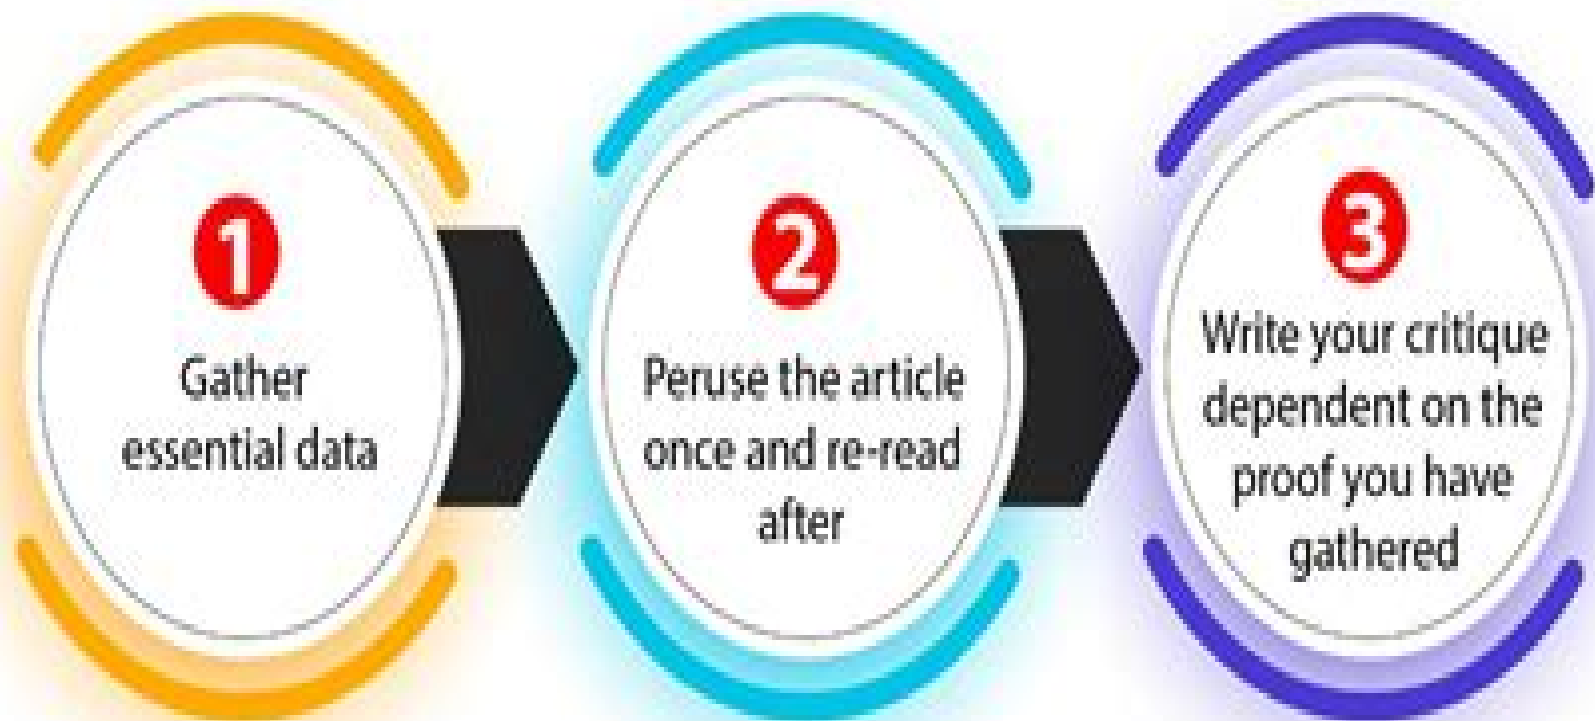 1
Gather
essential data
2
Peruse the article
once and re-read
after
3
Write your critique
dependent on the
proof you have
gathered